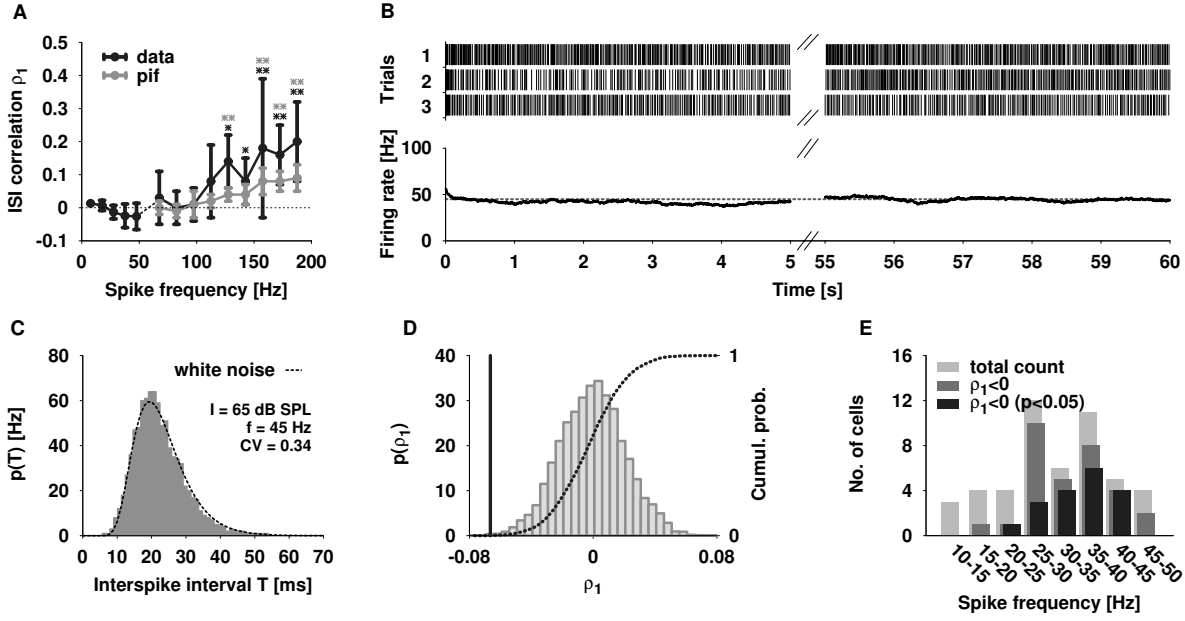 A
ISI correlation ρ1
0.5
0.4
0.3
0.2
0.1
0
-0.1
data
pif
** ** ** **
* ** * ** **
0 50 100 150 200
Spike frequency [Hz]
B
Trials
1
2
3
Firing rate [Hz]
100
50
0
0 1 2 3 4 5 55 56 57 58 59 60
Time [s]
C
p(T) [Hz]
80
60
40
20
0
white noise
I = 65 dB SPL
f = 45 Hz
CV = 0.34
0 10 20 30 40 50 60 70
Interspike interval T [ms]
D
p(ρ1)
40
30
20
10
0
1
0
Cumul. prob.
-0.08 0 0.08
ρ1
E
No. of cells
16
12
8
4
0
total count
ρ1<0
ρ1<0 (p<0.05)
10-15 15-20 20-25 25-30 30-35 35-40 40-45 45-50
Spike frequency [Hz]